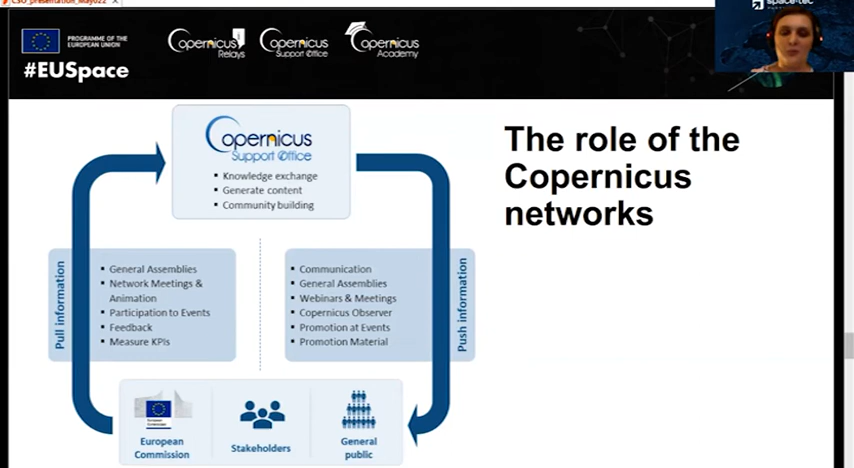 CSO_presentation_May022
PROGRAMME OF THE
EUROPEAN UNION
#EUSpace
Copernicus
Relays
Copernicus
Support Office
Copernicus
Academy
space-tec
The role of the
Copernicus
networks
Copernicus
Support Office
▪ Knowledge exchange
▪ Generate content
▪ Community building
Pull information
▪ General Assemblies
▪ Network Meetings &
Animation
▪ Participation to Events
▪ Feedback
▪ Measure KPIs
▪ Communication
▪ General Assemblies
▪ Webinars & Meetings
▪ Copernicus Observer
▪ Promotion at Events
▪ Promotion Material
Push information
European
Commission
Stakeholders
General
public